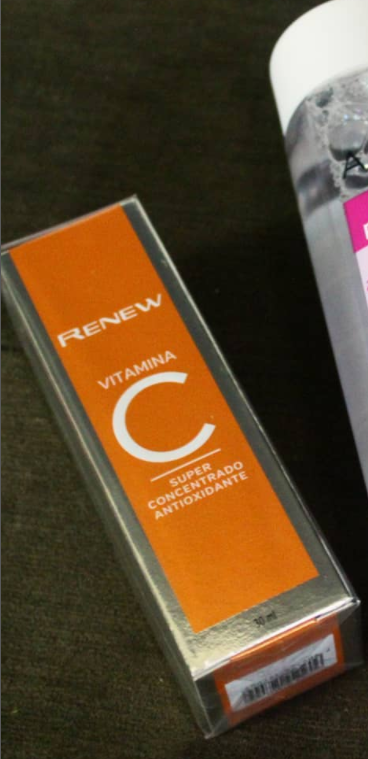 RENEW
VITAMINA
C
SUPER
CONCENTRADO
ANTIOXIDANTE
30 ml